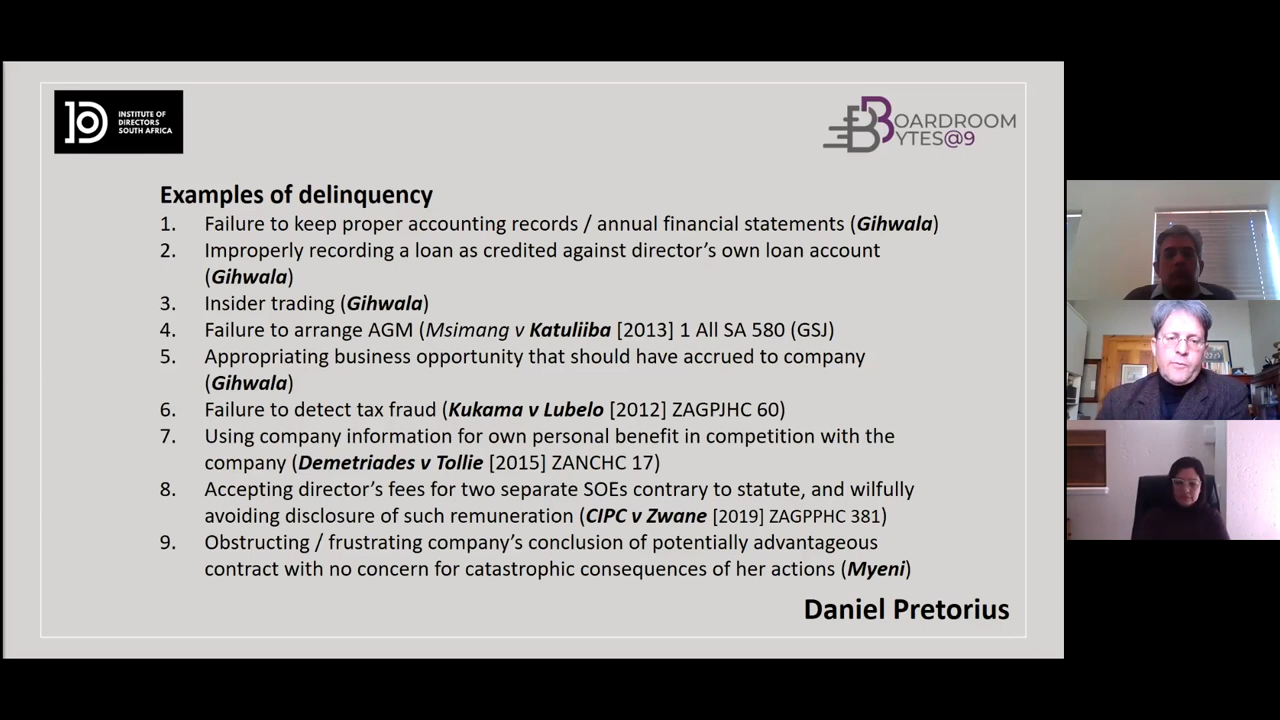 INSTITUTE OF
DIRECTORS
SOUTH AFRICA
BOARDROOM
BYTES@9
Examples of delinquency
1. Failure to keep proper accounting records / annual financial statements (Gihwala)
2. Improperly recording a loan as credited against director’s own loan account
(Gihwala)
3. Insider trading (Gihwala)
4. Failure to arrange AGM (Msimang v Katuliiba [2013] 1 All SA 580 (GSJ)
5. Appropriating business opportunity that should have accrued to company
(Gihwala)
6. Failure to detect tax fraud (Kukama v Lubelo [2012] ZAGPJHC 60)
7. Using company information for own personal benefit in competition with the
company (Demetriades v Tollie [2015] ZANCHC 17)
8. Accepting director’s fees for two separate SOEs contrary to statute, and wilfully
avoiding disclosure of such remuneration (CIPC v Zwane [2019] ZAGPPHC 381)
9. Obstructing / frustrating company’s conclusion of potentially advantageous
contract with no concern for catastrophic consequences of her actions (Myeni)
Daniel Pretorius